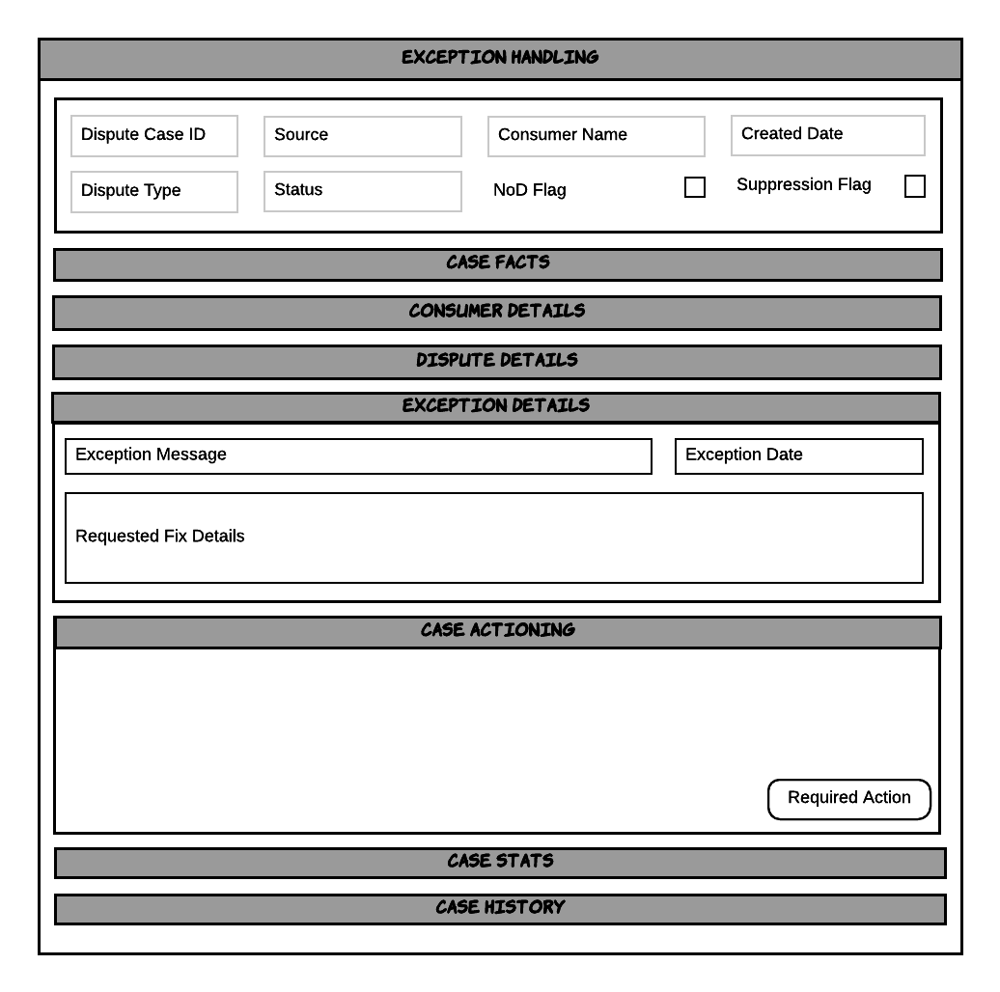 EXCEPTION HANDLING
Dispute Case ID
Source
Consumer Name
Created Date
Dispute Type
Status
NoD Flag
Suppression Flag
CASE FACTS
CONSUMER DETAILS
DISPUTE DETAILS
EXCEPTION DETAILS
Exception Message
Exception Date
Requested Fix Details
CASE ACTIONING
Required Action
CASE STATS
CASE HISTORY